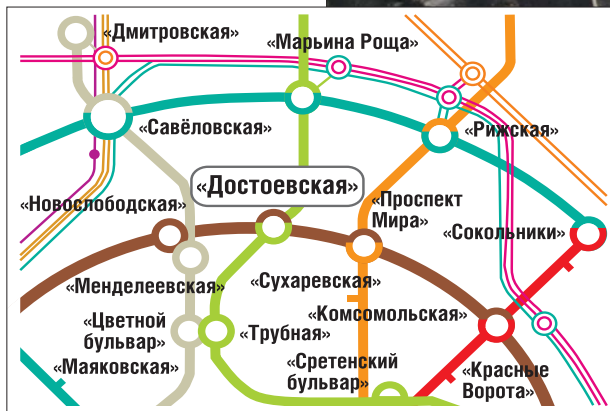 «Дмитровская»
«Марьина Роща»
«Савёловская»
«Рижская»
«Достоевская»
«Новослободская»
«Проспект
Мира»
«Сокольники»
«Менделеевская»
«Сухаревская»
«Цветной
бульвар»
«Комсомольская»
«Трубная»
«Маяковская»
«Сретенский
бульвар»
«Красные
Ворота»